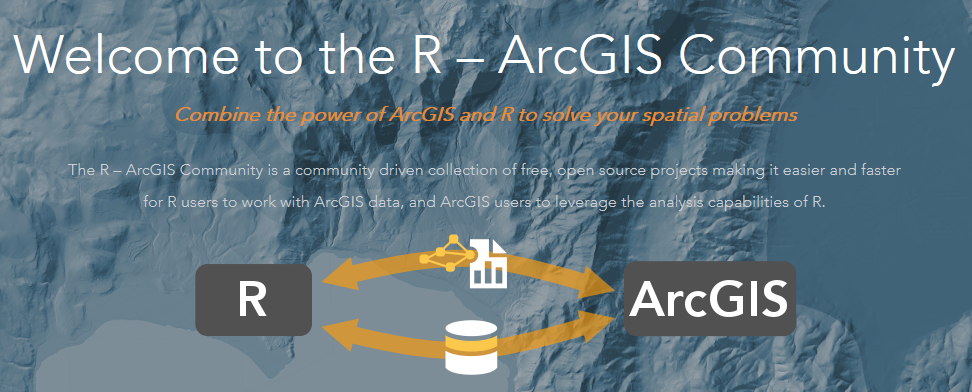 Welcome to the R – ArcGIS Community
Combine the power of ArcGIS and R to solve your spatial problems
The R – ArcGIS Community is a community driven collection of free, open source projects making it easier and faster
for R users to work with ArcGIS data, and ArcGIS users to leverage the analysis capabilities of R.
R
ArcGIS